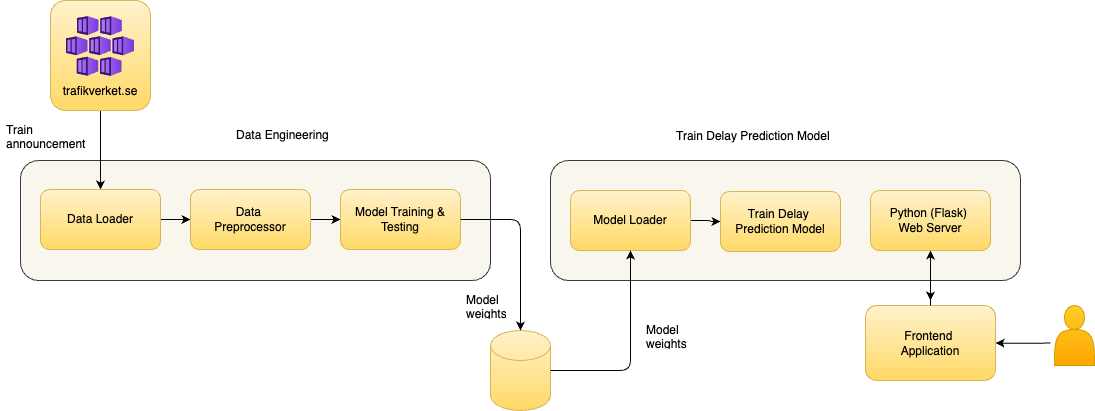 trafikverket.se
Train
announcement
Data Engineering
Train Delay Prediction Model
Data Loader
Data
Preprocessor
Model Training &
Testing
Model Loader
Train Delay
Prediction Model
Python (Flask)
Web Server
Model
weights
Model
weights
Frontend
Application